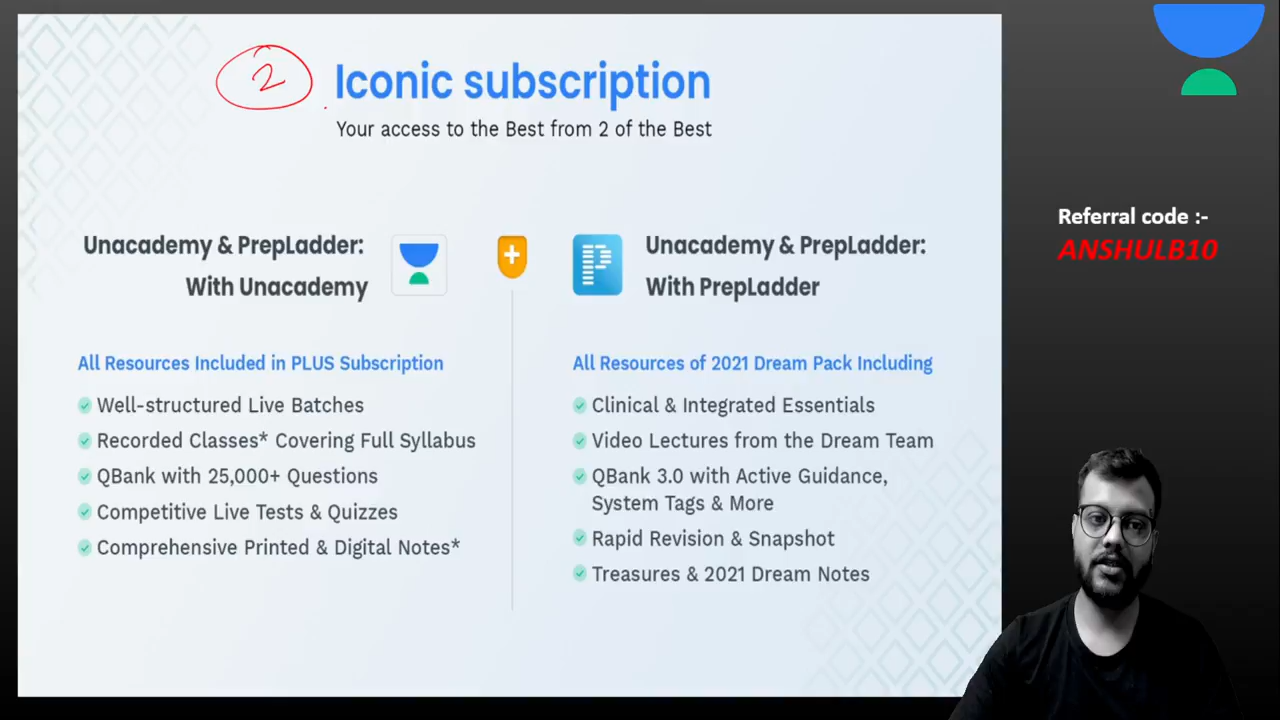 2
Iconic subscription
Your access to the Best from 2 of the Best
Unacademy & PrepLadder:
With Unacademy
Unacademy & PrepLadder:
With PrepLadder
All Resources Included in PLUS Subscription
Well-structured Live Batches
Recorded Classes* Covering Full Syllabus
QBank with 25,000+ Questions
Competitive Live Tests & Quizzes
Comprehensive Printed & Digital Notes*
All Resources of 2021 Dream Pack Including
Clinical & Integrated Essentials
Video Lectures from the Dream Team
QBank 3.0 with Active Guidance,
System Tags & More
Rapid Revision & Snapshot
Treasures & 2021 Dream Notes
Referral code :-
ANSHULB10